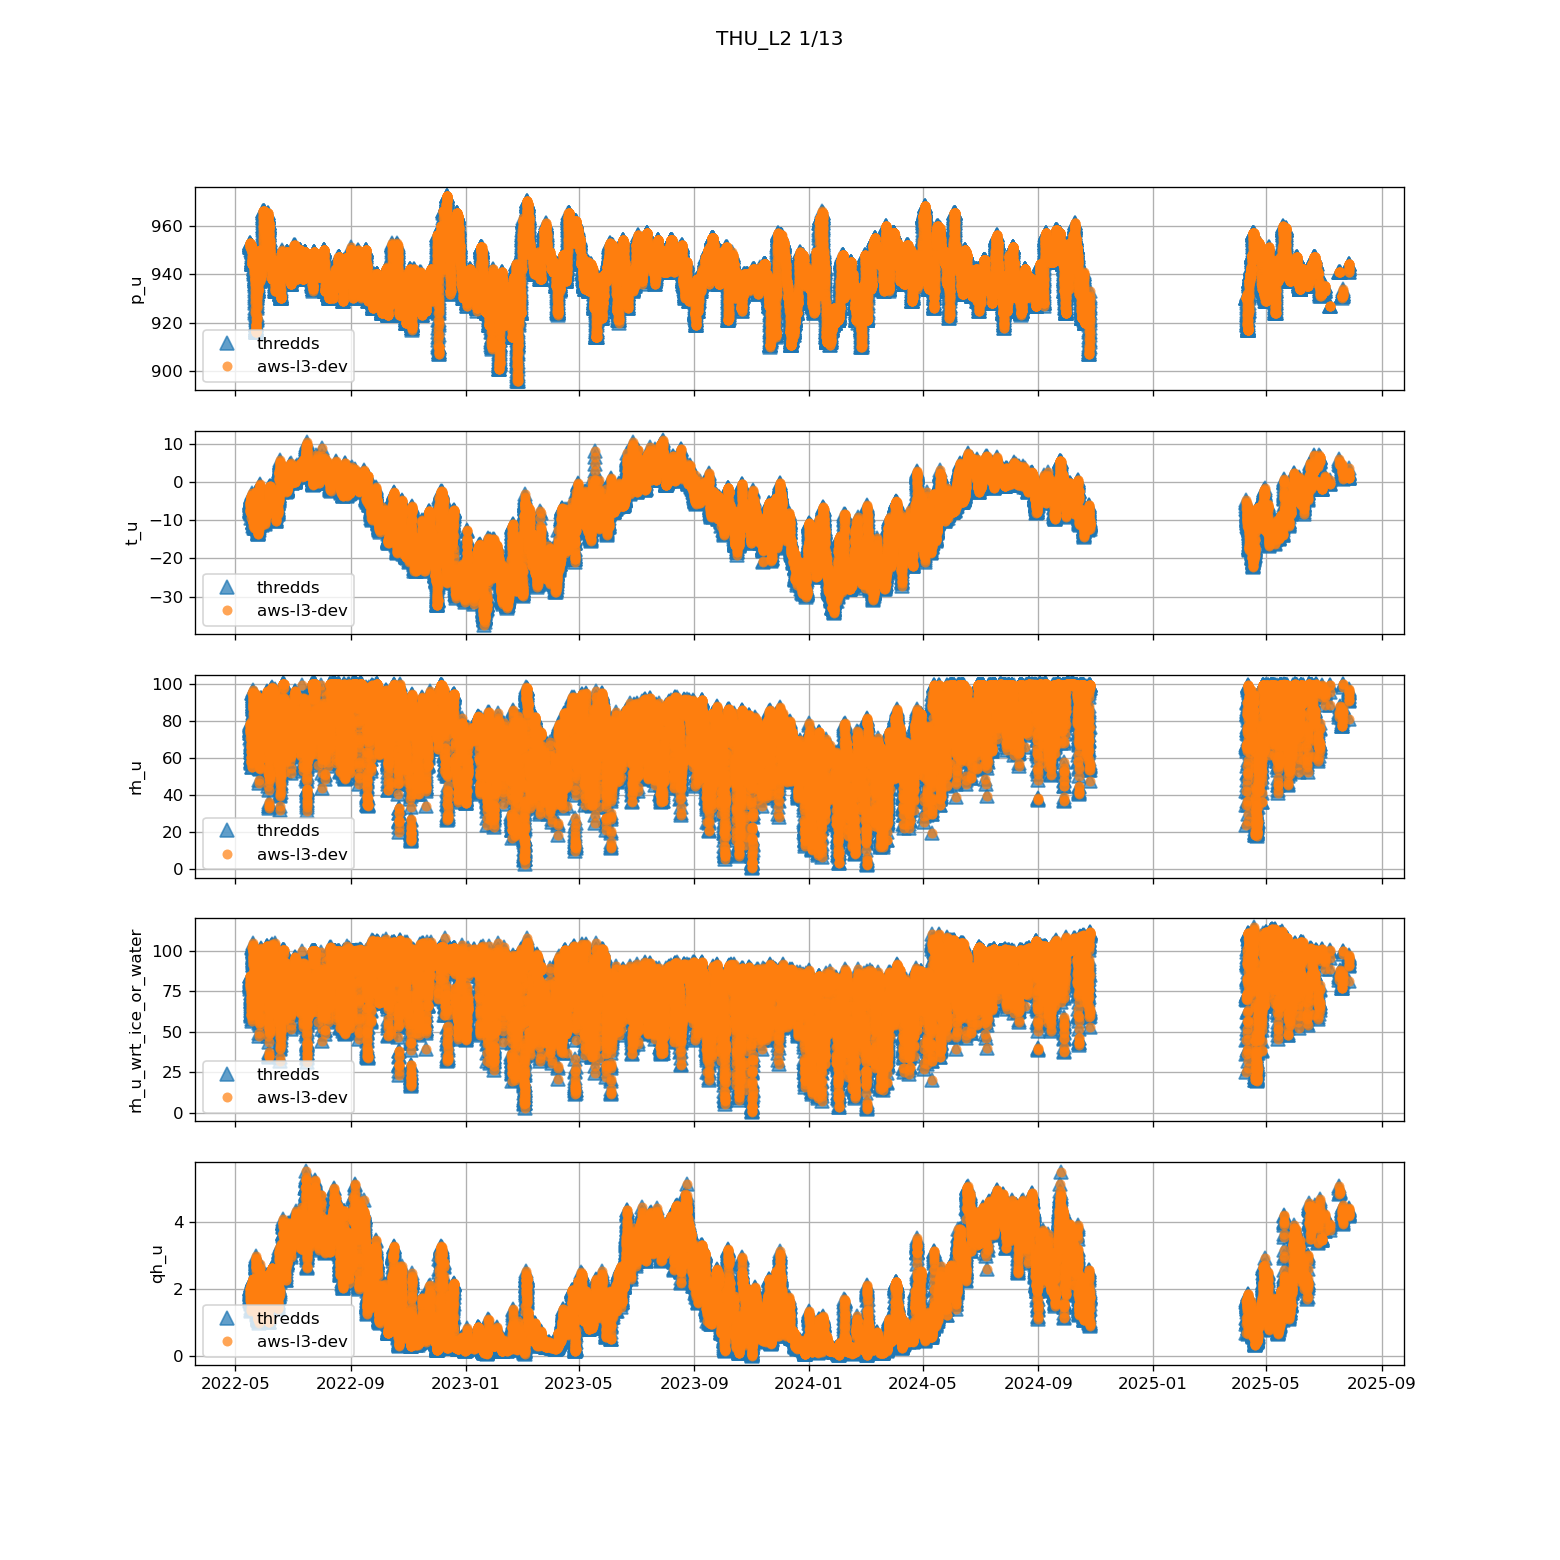 THU_L2 1/13
960
940
920
900
p_u
thredds
aws-l3-dev
10
0
−10
−20
−30
t_u
thredds
aws-l3-dev
100
80
60
40
20
0
rh_u
thredds
aws-l3-dev
100
75
50
25
0
rh_u_wrt_ice_or_water
thredds
aws-l3-dev
4
2
0
qh_u
thredds
aws-l3-dev
2022-05 2022-09 2023-01 2023-05 2023-09 2024-01 2024-05 2024-09 2025-01 2025-05 2025-09